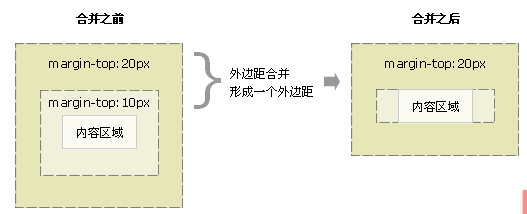 合并之前
合并之后
margin-top:20px
margin-top:10px
内容区域
外边距合并
形成一个外边距
margin-top:20px
内容区域